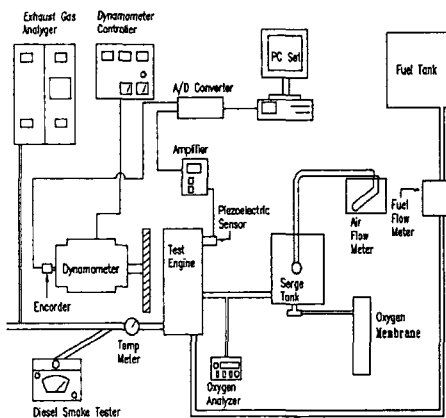 Exhaust Gas
Analyger
Dynamometer
Controller
PC Set
Fuel Tank
A/D Converter
Amplifier
Piezoelectric
Sensor
Air
Flow
Meter
Fuel
Flow
Meter
Dynamometer
Test
Engine
Encorder
Serge
Tank
Oxygen
Membrane
Temp
Meter
Oxygen
Analyzer
Diesel Smoke Tester